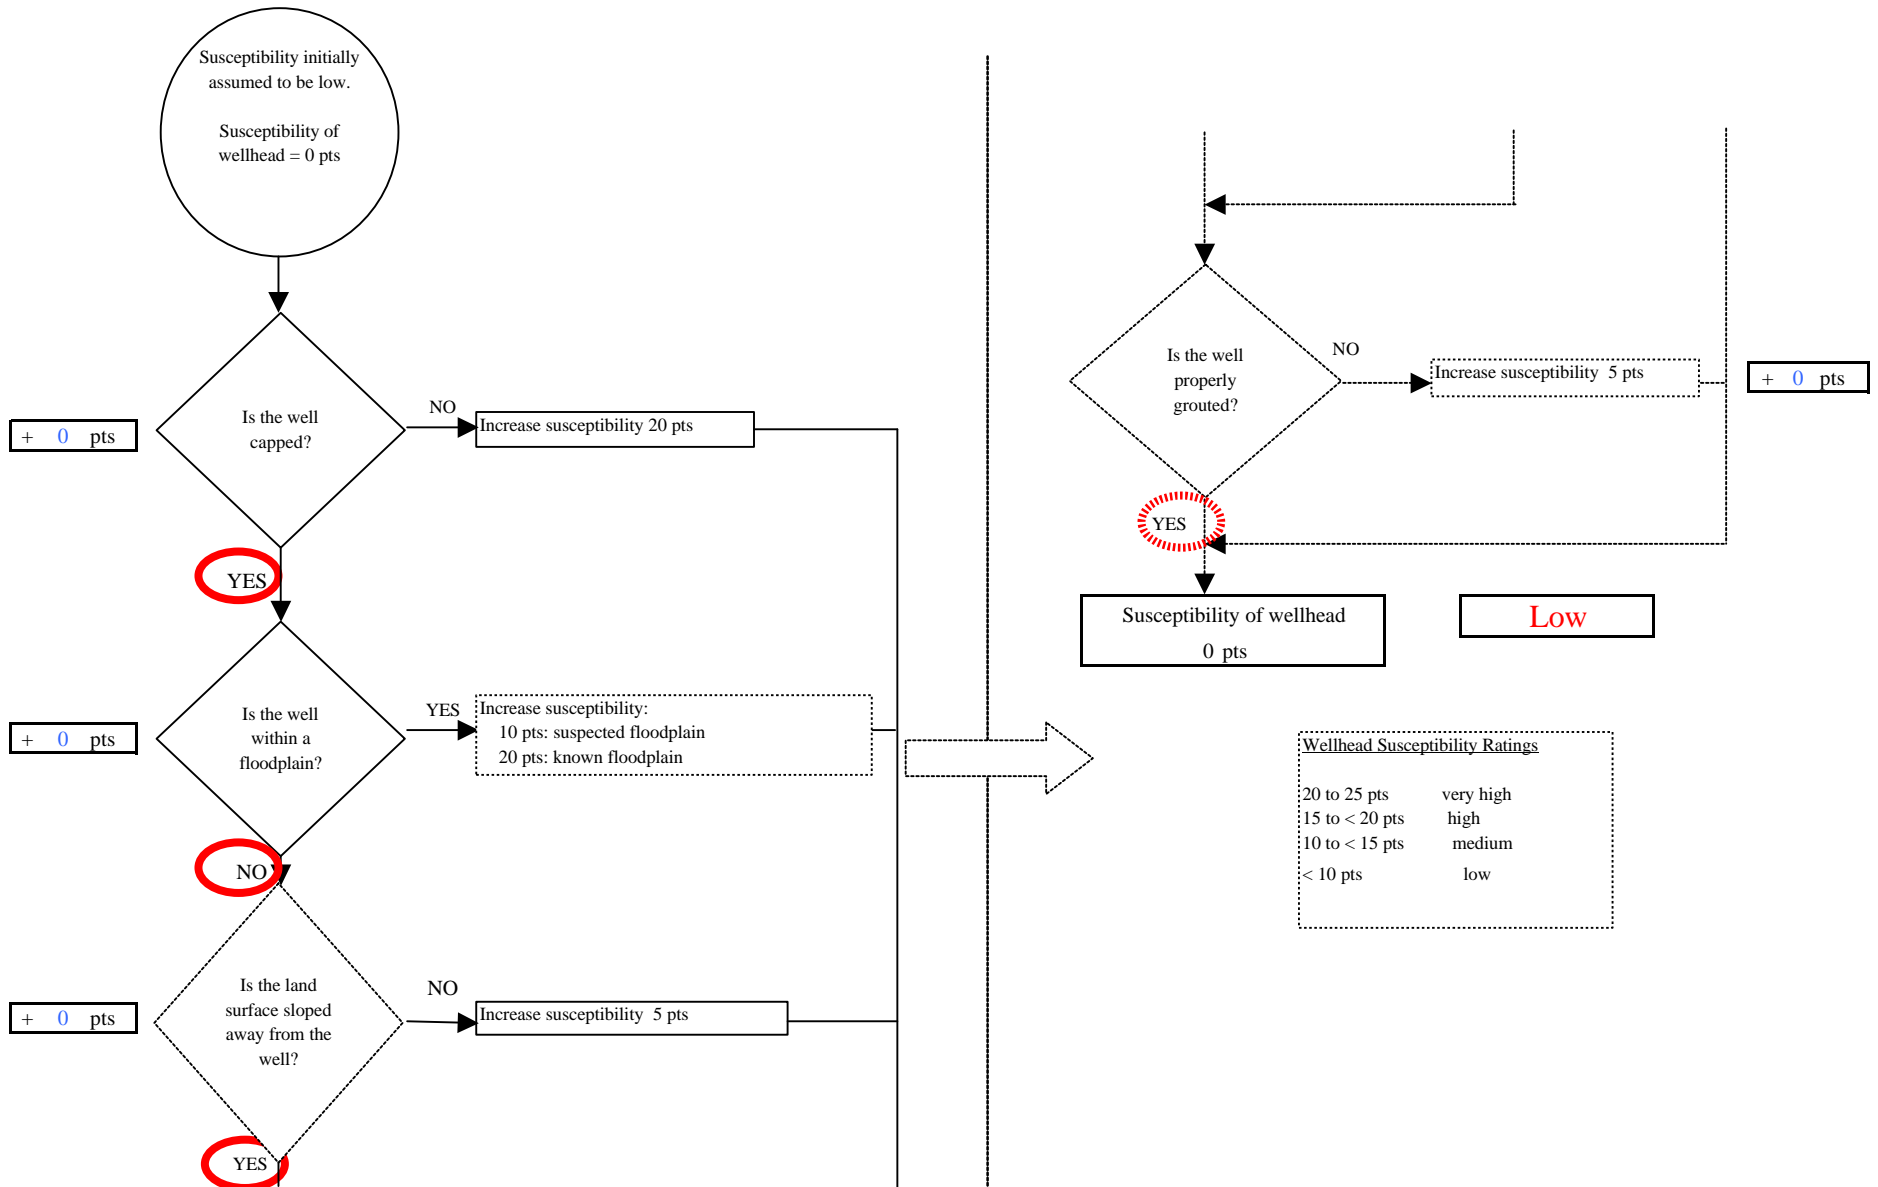 Susceptibility initially
assumed to be low.
Susceptibility of
wellhead = 0 pts
Is the well
capped?
NO
Increase susceptibility 20 pts
+ 0 pts
YES
Is the well
within a
floodplain?
YES
Increase susceptibility:
10 pts: suspected floodplain
20 pts: known floodplain
+ 0 pts
NO
Is the land
surface sloped
away from the
well?
NO
Increase susceptibility 5 pts
+ 0 pts
YES
Is the well
properly
grouted?
NO
Increase susceptibility 5 pts
+ 0 pts
YES
Susceptibility of wellhead
0 pts
Low
Wellhead Susceptibility Ratings
20 to 25 pts very high
15 to < 20 pts high
10 to < 15 pts medium
< 10 pts low